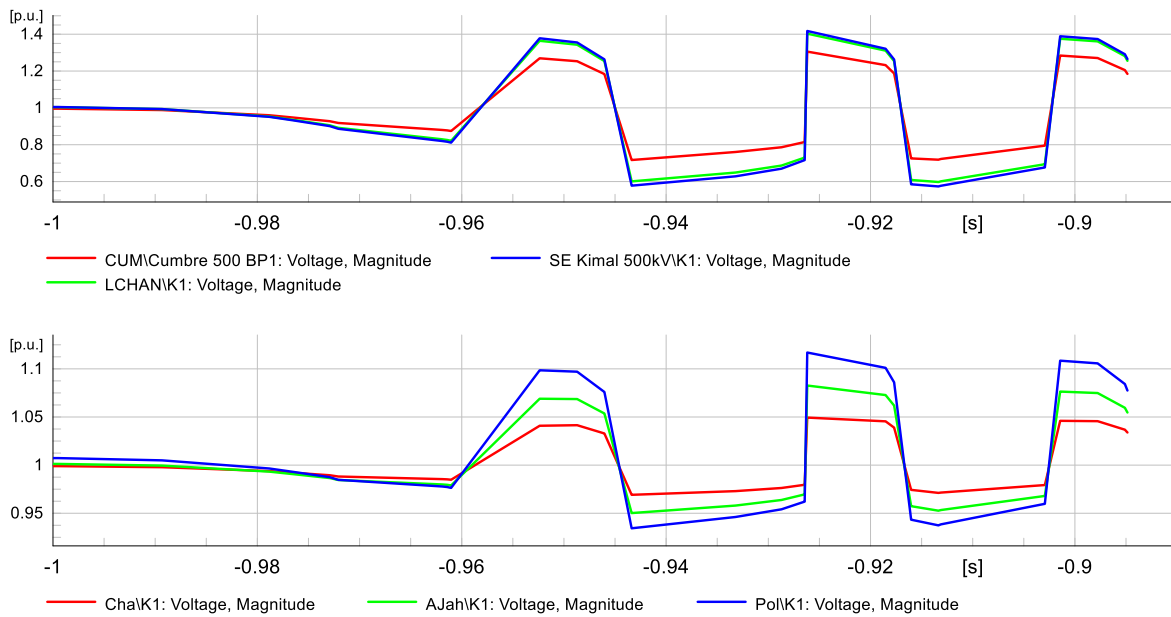 [p.u.]
1.4
1.2
1
0.8
0.6
-1 -0.98 -0.96 -0.94 -0.92 [s] -0.9
CUM\Cumbre 500 BP1: Voltage, Magnitude SE Kimal 500kV\K1: Voltage, Magnitude
LCHAN\K1: Voltage, Magnitude
[p.u.]
1.1
1.05
1
0.95
-1 -0.98 -0.96 -0.94 -0.92 [s] -0.9
Cha\K1: Voltage, Magnitude AJah\K1: Voltage, Magnitude Pol\K1: Voltage, Magnitude